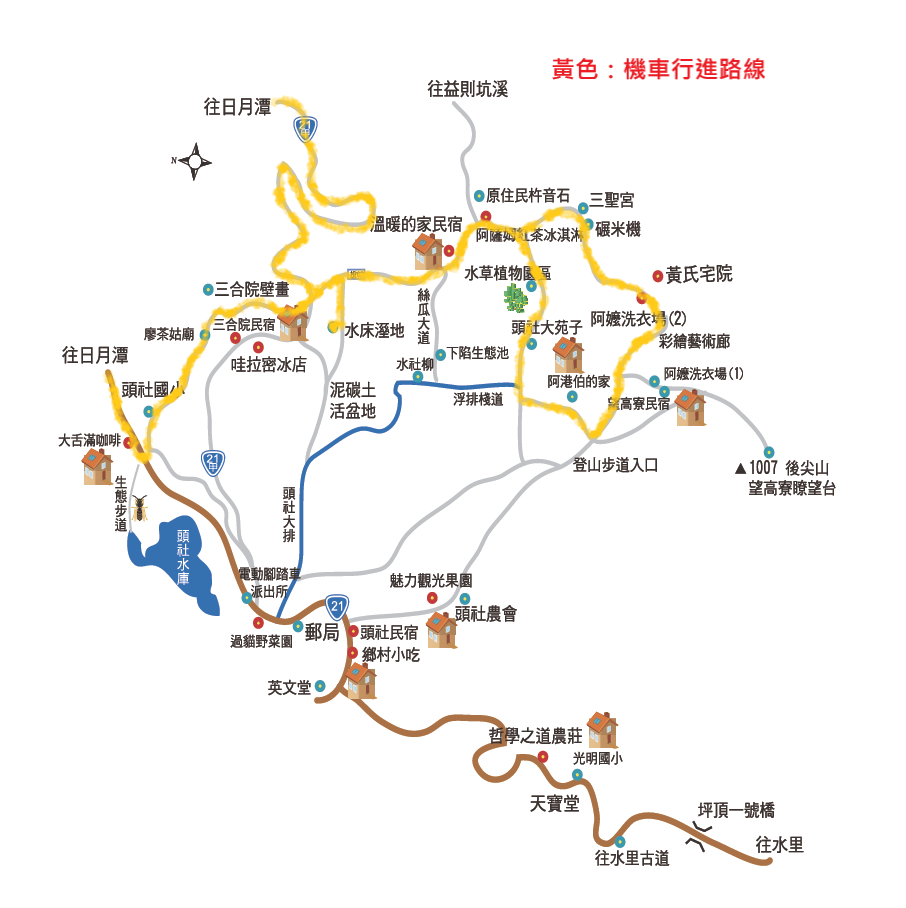 黃色：機車行進路線
往益則坑溪
往日月潭
21
甲
N
原住民杵音石
三聖宮
溫暖的家民宿
阿薩姆紅茶冰淇淋
碾米機
水草植物園區
黃氏宅院
三合院壁畫
絲瓜大道
頭社大苑子
阿嬤洗衣場(2)
三合院民宿
水床溼地
廖茶姑廟
彩繪藝術廊
往日月潭
哇拉密冰店
水社柳
下陷生態池
頭社國小
泥碳土
活盆地
阿港伯的家
阿嬤洗衣場(1)
浮排棧道
望高寮民宿
大舌滿咖啡
21
甲
登山步道入口
▲1007 後尖山
望高寮瞭望台
生態步道
頭社大排
頭社水庫
電動腳踏車
派出所
魅力觀光果園
21
頭社農會
過貓野菜園
郵局
頭社民宿
鄉村小吃
英文堂
哲學之道農莊
光明國小
天寶堂
坪頂一號橋
往水里
往水里古道